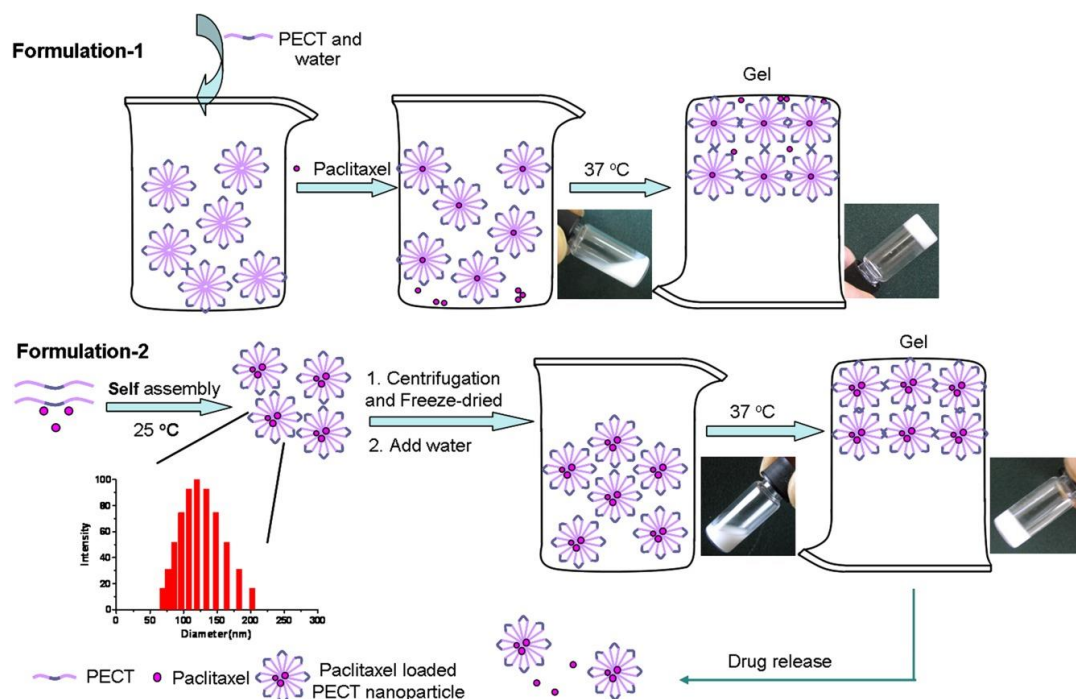 Formulation-1
PECT and
water
Paclitaxel
37 °C
Gel
Formulation-2
Self assembly
25 °C
1. Centrifugation
and Freeze-dried
2. Add water
37 °C
Gel
100
80
60
40
20
0
Intensity
0 50 100 150 200 250 300
Diameter(nm)
Drug release
PECT
Paclitaxel
Paclitaxel loaded
PECT nanoparticle